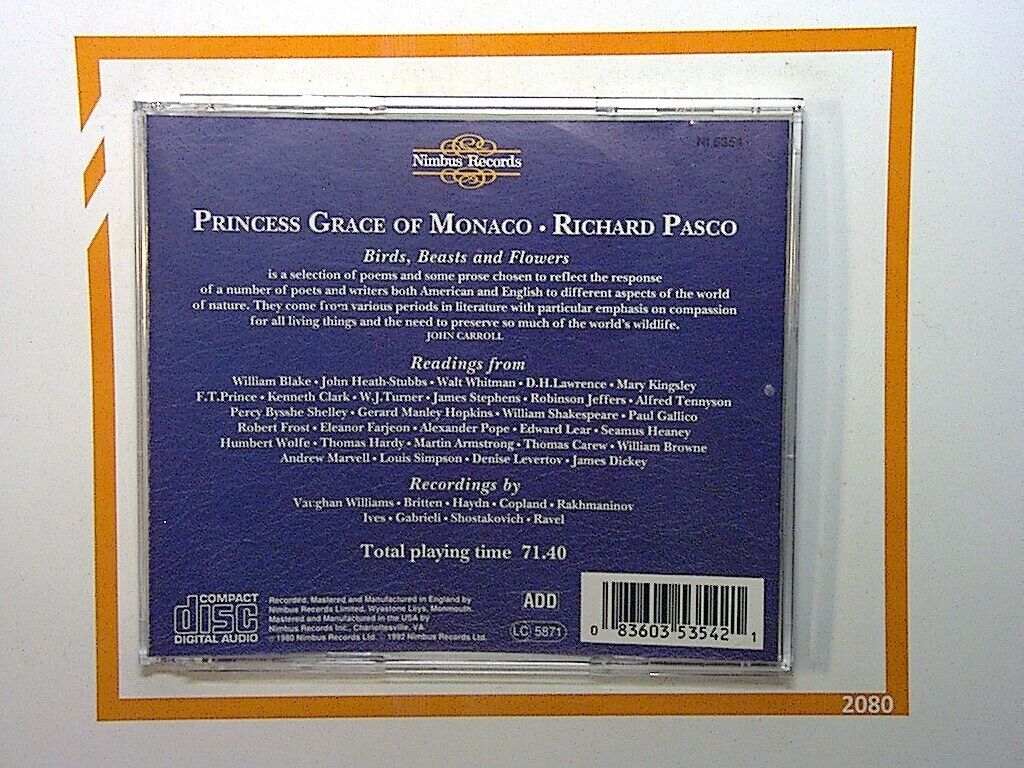 Nimbus Records
PRINCESS GRACE OF MONACO • RICHARD PASCO
Birds, Beasts and Flowers
is a selection of poems and some prose chosen to reflect the response
of a number of poets and writers both American and English to different aspects of the world
of nature. They come from various periods in literature with particular emphasis on compassion
for all living things and the need to preserve so much of the world's wildlife.
JOHN CARROLL
Readings from
William Blake • John Heath-Stubbs • Walt Whitman • D.H.Lawrence • Mary Kingsley
F.T.Prince • Kenneth Clark • W.J.Turner • James Stephens • Robinson Jeffers • Alfred Tennyson
Percy Bysshe Shelley • Gerard Manley Hopkins • William Shakespeare • Paul Gallico
Robert Frost • Eleanor Farjeon • Alexander Pope • Edward Lear • Seamus Heaney
Humbert Wolfe • Thomas Hardy • Martin Armstrong • Thomas Carew • William Browne
Andrew Marvell • Louis Simpson • Denise Levertov • James Dickey
Recordings by
Vaughan Williams • Britten • Haydn • Copland • Rakhmaninov
Ives • Gabrieli • Shostakovich • Ravel
Total playing time 71.40
COMPACT
disc
DIGITAL AUDIO
Recorded, Mastered and Manufactured in England by
Nimbus Records Limited, Wyastone Leys, Monmouth.
Mastered and Manufactured in the USA by
Nimbus Records Inc., Charlottesville, VA.
© 1980 Nimbus Records Ltd. 1992 Nimbus Records Ltd.
ADD
LC 5871
0 83603 53542 1
2080